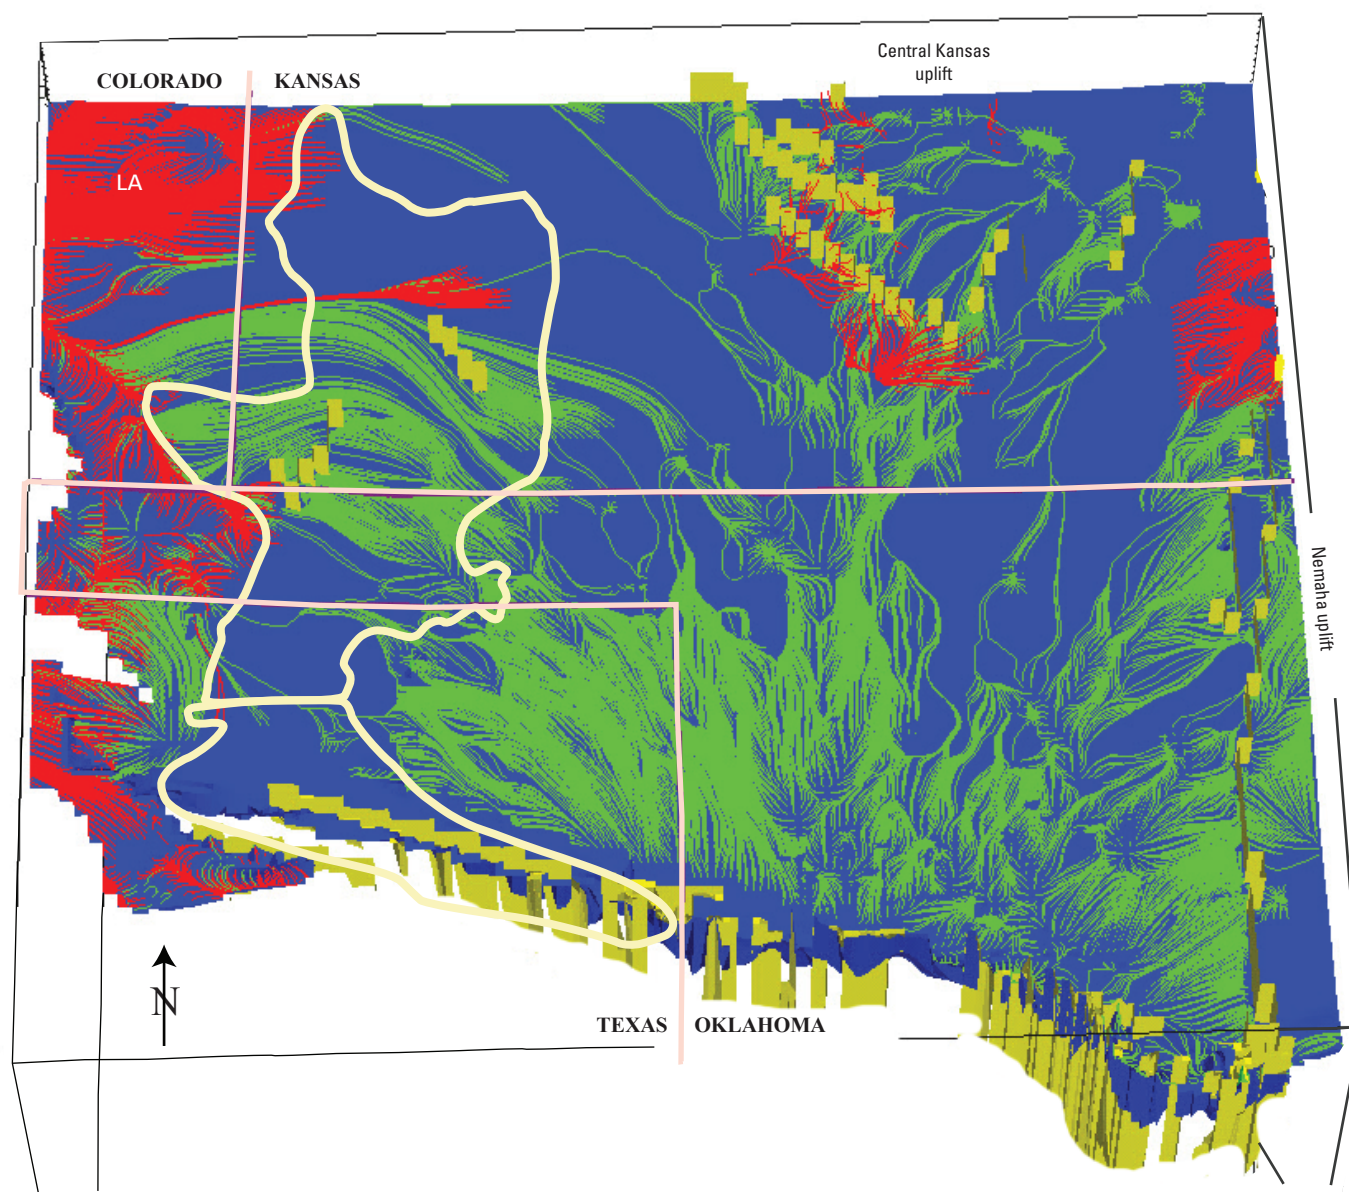 Central Kansas
uplift
COLORADO
KANSAS
LA
Nemaha uplift
N
TEXAS
OKLAHOMA